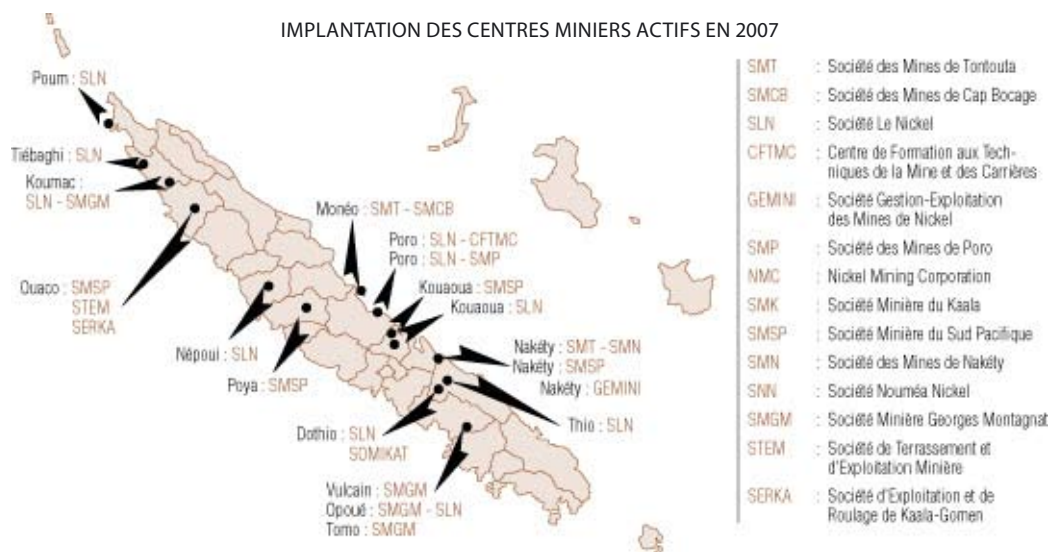 IMPLANTATION DES CENTRES MINIERS ACTIFS EN 2007
Poum : SLN
Tiébaghi : SLN
Koumac :
SLN - SMGM
Ouaco : SMSP
STEM
SERKA
Monéo : SMT - SMCB
Poro : SLN - CFTMC
Poro : SLN - SMP
Kouaoua : SMSP
Kouaoua : SLN
Népoui : SLN
Poya : SMSP
Nakéty : SMT - SMN
Nakéty : SMSP
Nakéty : GEMINI
Thio : SLN
Dothio : SLN
SOMIKAT
Vulcain : SMGM
Opoué : SMGM - SLN
Tomo : SMGM
SMT : Société des Mines de Tontouta
SMCB : Société des Mines de Cap Bocage
SLN : Société Le Nickel
CFTMC : Centre de Formation aux Tech-
niques de la Mine et des Carrières
GEMINI : Société Gestion-Exploitation
des Mines de Nickel
SMP : Société des Mines de Poro
NMC : Nickel Mining Corporation
SMK : Société Minière du Kaala
SMSP : Société Minière du Sud Pacifique
SMN : Société des Mines de Nakéty
SNN : Société Nouméa Nickel
SMGM : Société Minière Georges Montagnat
STEM : Société de Terrassement et
d'Exploitation Minière
SERKA : Société d'Exploitation et de
Roulage de Kaala-Gomen